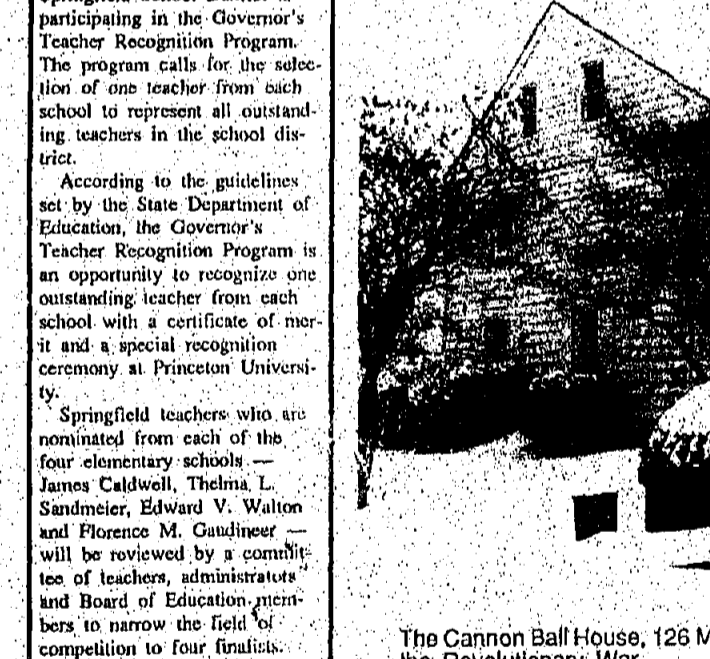 participating in the Governor's
Teacher Recognition Program.
The program calls for the selec-
tion of one teacher from each
school to represent all outstand-
ing teachers in the school dis-
trict.
According to the guidelines
set by the State Department of
Education, the Governor's
Teacher Recognition Program is
an opportunity to recognize one
outstanding teacher from each
school with a certificate of mer-
it and a special recognition
ceremony at Princeton Universi-
ty.
Springfield teachers who are
nominated from each of the
four elementary schools —
James Caldwell, Thelma L.
Sandmeier, Edward V. Walton
and Florence M. Gaudineer —
will be reviewed by a commit-
tee of teachers, administrators
and Board of Education mem-
bers to narrow the field of
competition to four finalists.
The Cannon Ball House, 126 M
the Revolutionary War